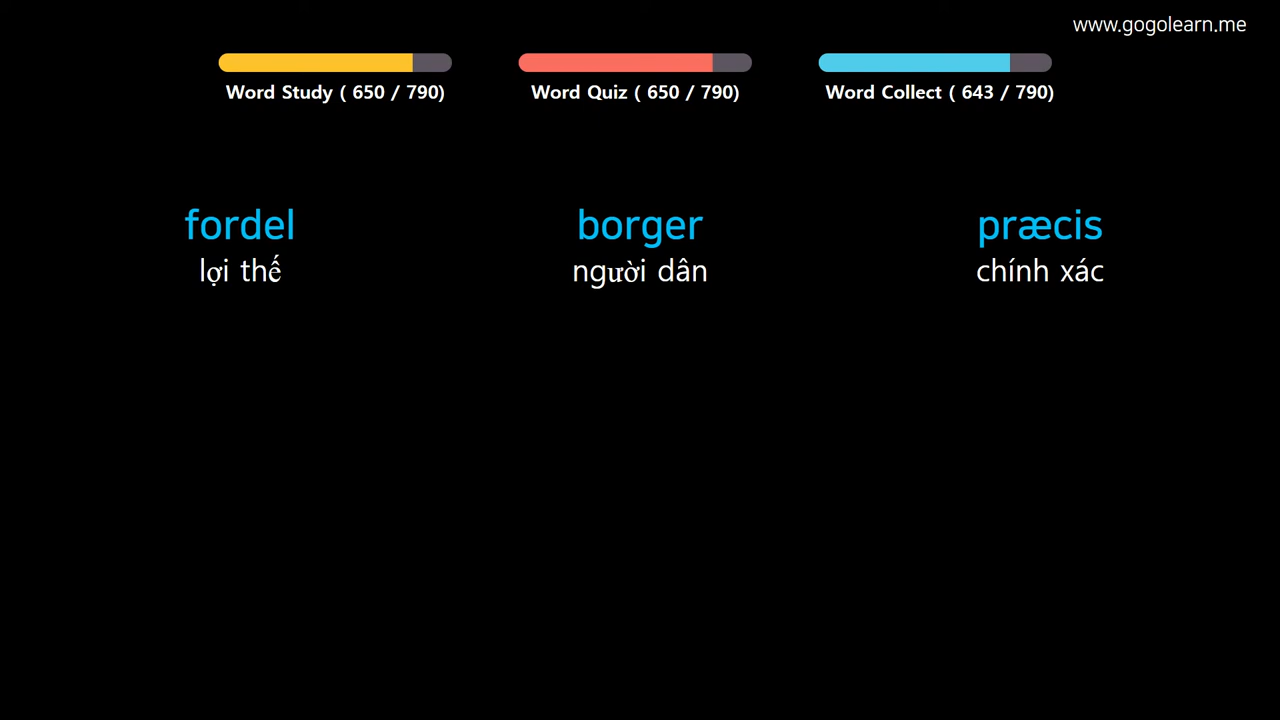 www.gogolearn.me
Word Study ( 650 / 790)
Word Quiz ( 650 / 790)
Word Collect ( 643 / 790)
fordel
lợi thế
borger
người dân
præcis
chính xác